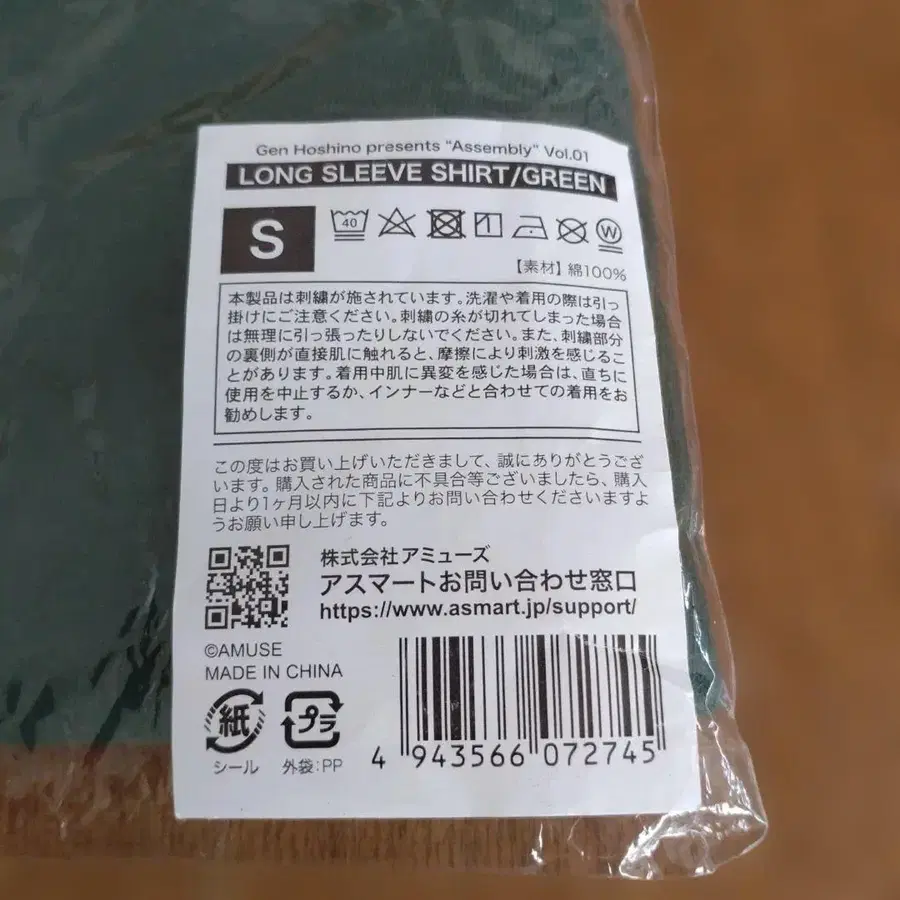 Gen Hoshino presents "Assembly" Vol.01
LONG SLEEVE SHIRT/GREEN
S
40
W
【素材】綿100%
本製品は刺繍が施されています。洗濯や着用の際は引っ
掛けにご注意ください。刺繍の糸が切れてしまった場合
は無理に引っ張ったりしないでください。また、刺繍部分
の裏側が直接肌に触れると、摩擦により刺激を感じるこ
とがあります。着用中肌に異変を感じた場合は、直ちに
使用を中止するか、インナーなどと合わせての着用をお
勧めします。
この度はお買い上げいただきまして、誠にありがとうござ
います。購入された商品に不具合等ございましたら、購入
日より1ヶ月以内に下記よりお問い合わせくださいますよ
うお願い申し上げます。
株式会社アミューズ
アスマートお問い合わせ窓口
https://www.asmart.jp/support/
©AMUSE
MADE IN CHINA
紙
プラ
シール
外袋:PP
4 943566 072745